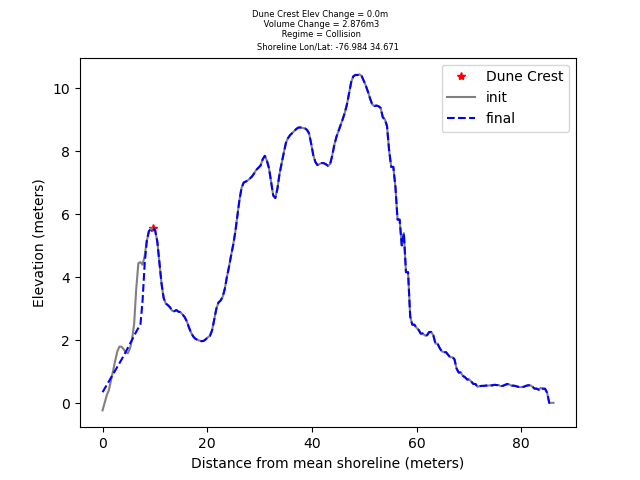 Dune Crest Elev Change = 0.0m
Volume Change = 2.876m3
Regime = Collision
Shoreline Lon/Lat: -76.984 34.671
Dune Crest
init
final
10
8
6
4
2
0
Elevation (meters)
0 20 40 60 80
Distance from mean shoreline (meters)